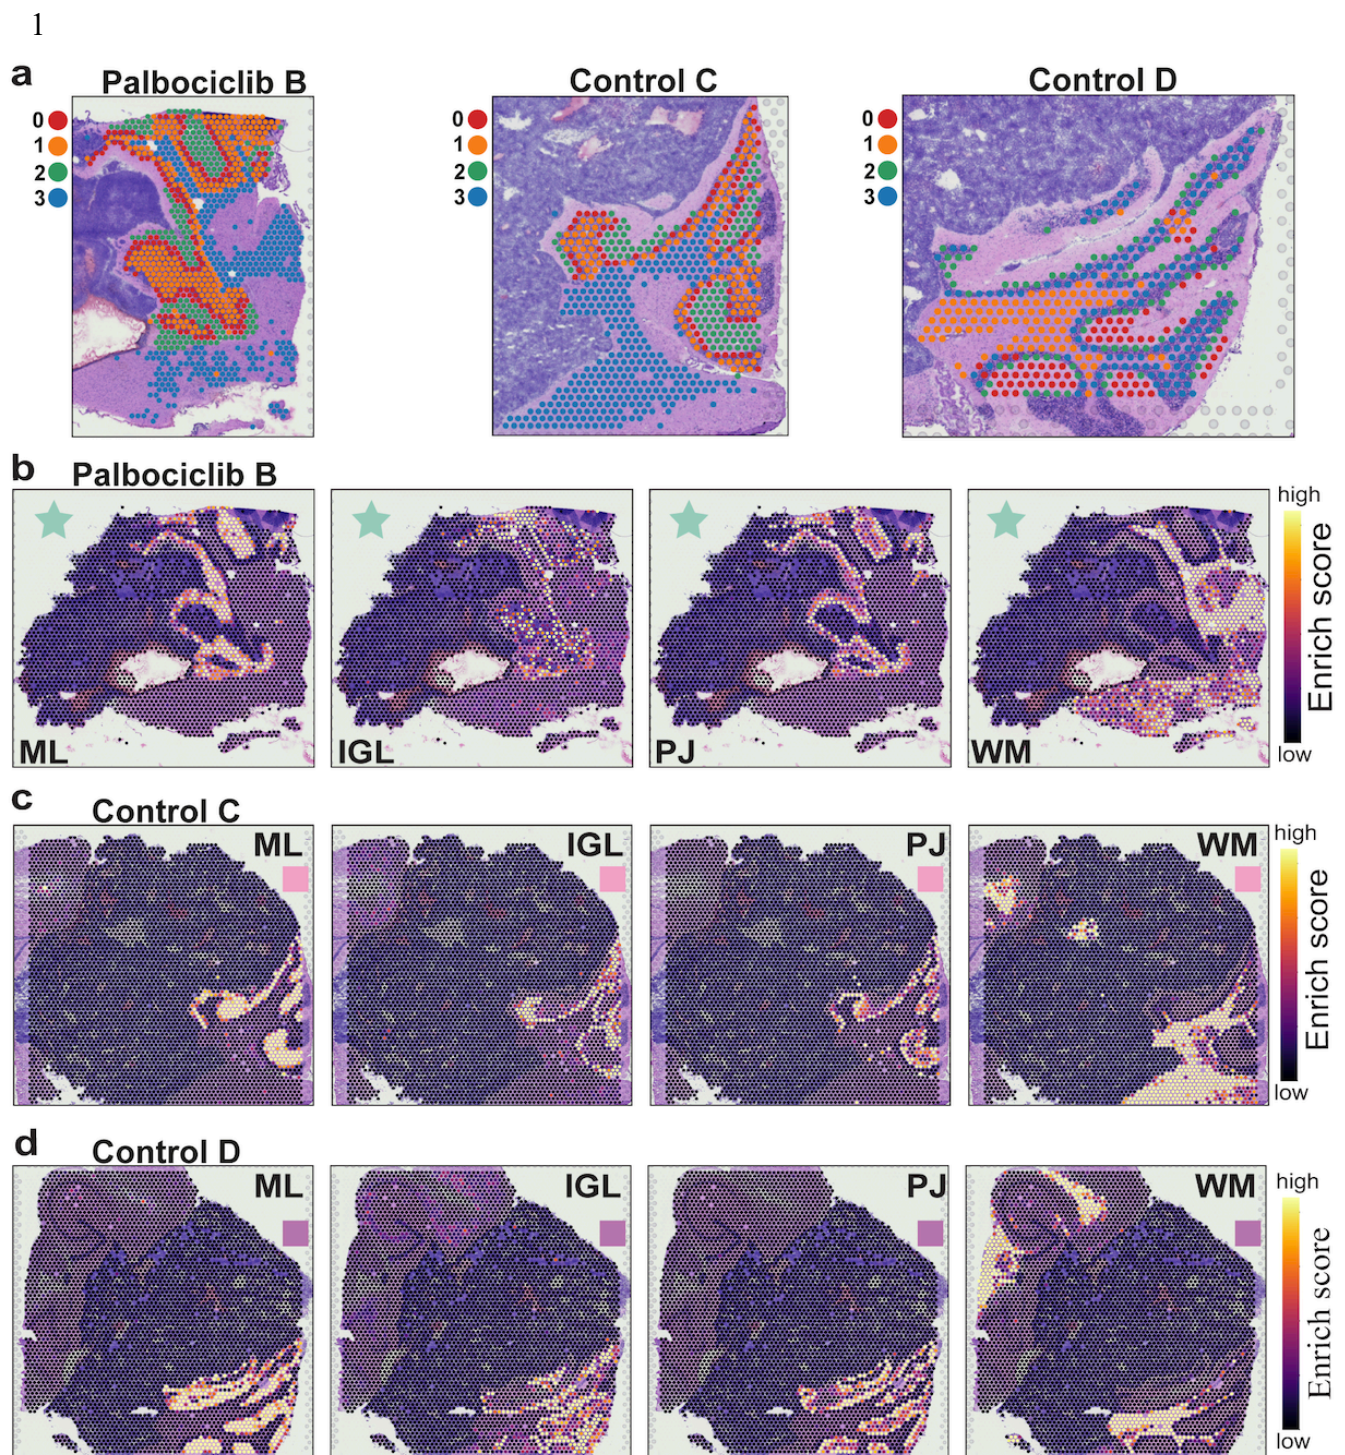 1
a
Palbociclib B
Control C
Control D
0
1
2
3
0
1
2
3
0
1
2
3
b
Palbociclib B
ML
IGL
PJ
WM
high
Enrich score
low
c
Control C
ML
IGL
PJ
WM
high
Enrich score
low
d
Control D
ML
IGL
PJ
WM
high
Enrich score
low